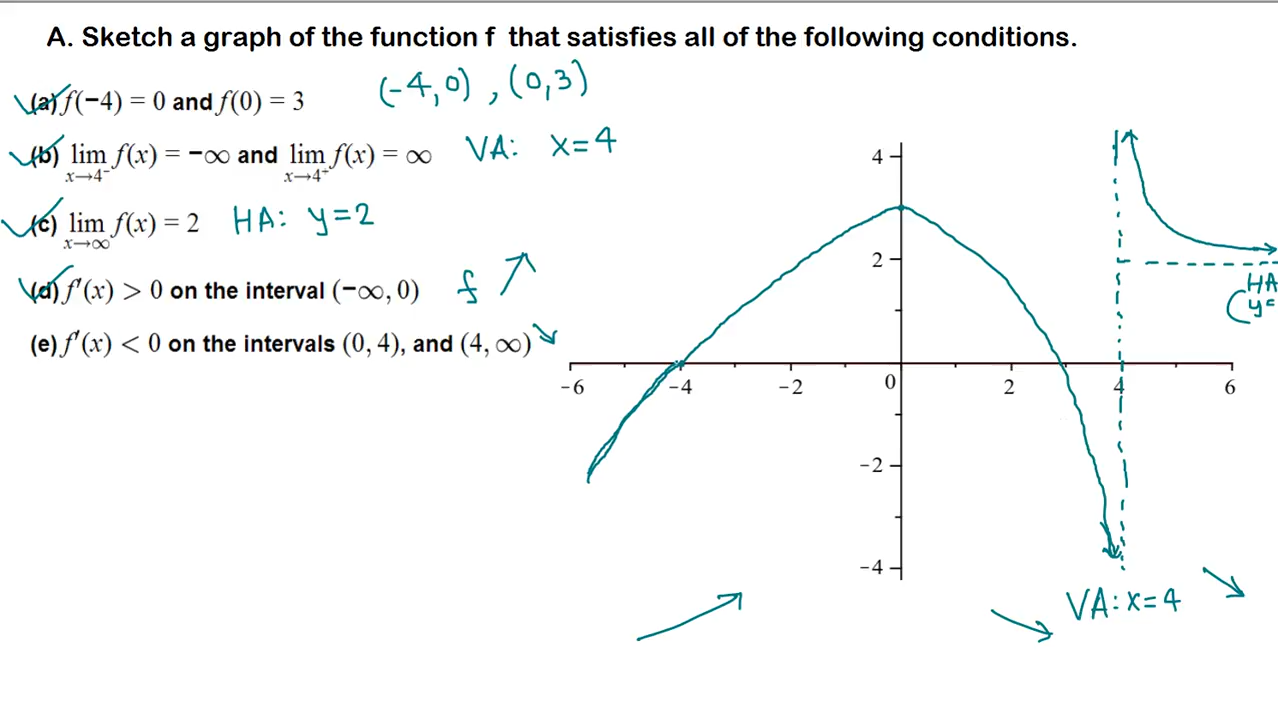 A. Sketch a graph of the function f that satisfies all of the following conditions.
(a) f(−4) = 0 and f(0) = 3 (-4,0) , (0,3)
(b) lim x→4⁻ f(x) = −∞ and lim x→4⁺ f(x) = ∞ VA: x=4
(c) lim x→∞ f(x) = 2 HA: y=2
(d) f′(x) > 0 on the interval (−∞, 0) f
(e) f′(x) < 0 on the intervals (0, 4), and (4, ∞)
4
2
HA
(y=
-6 -4 -2 0 2 4 6
-2
-4
VA: x=4